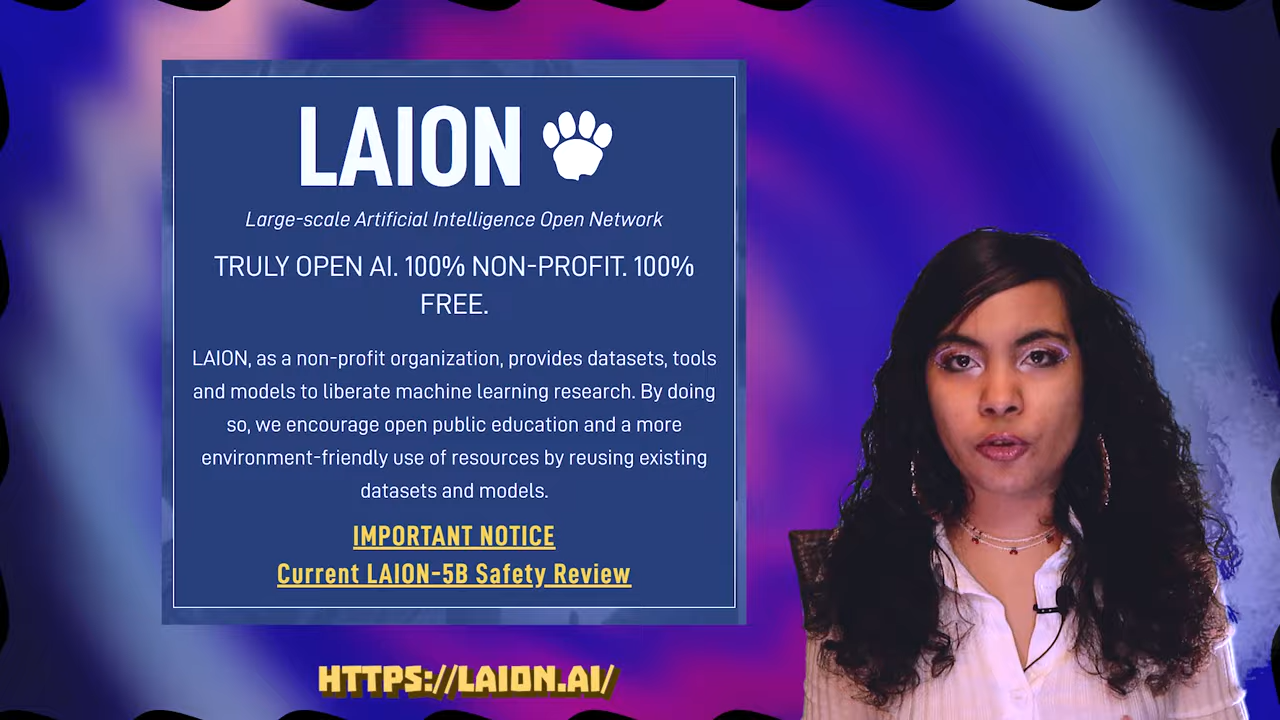 LAION
Large-scale Artificial Intelligence Open Network
TRULY OPEN AI. 100% NON-PROFIT. 100%
FREE.
LAION, as a non-profit organization, provides datasets, tools
and models to liberate machine learning research. By doing
so, we encourage open public education and a more
environment-friendly use of resources by reusing existing
datasets and models.
IMPORTANT NOTICE
Current LAION-5B Safety Review
HTTPS://LAION.AI/